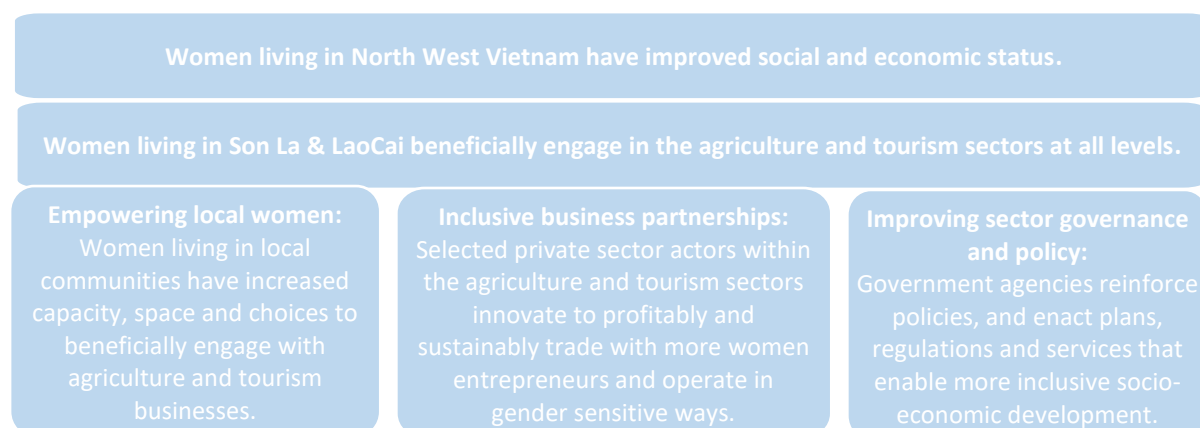 Women living in North West Vietnam have improved social and economic status.
Women living in Son La & LaoCai beneficially engage in the agriculture and tourism sectors at all levels.
Empowering local women:
Women living in local
communities have increased
capacity, space and choices to
beneficially engage with
agriculture and tourism
businesses.
Inclusive business partnerships:
Selected private sector actors within
the agriculture and tourism sectors
innovate to profitably and
sustainably trade with more women
entrepreneurs and operate in
gender sensitive ways.
Improving sector governance
and policy:
Government agencies reinforce
policies, and enact plans,
regulations and services that
enable more inclusive socio-
economic development.